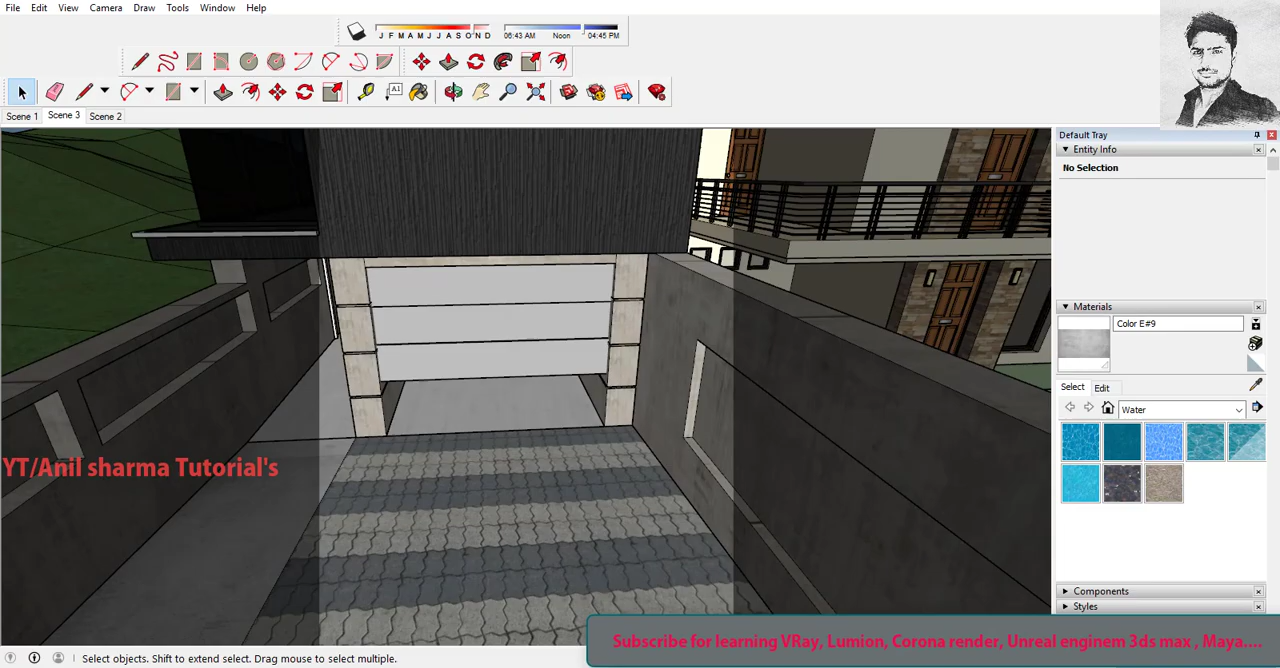 File Edit View Camera Draw Tools Window Help
J F M A M J J A S O N D 06:43 AM Noon 04:45 PM
A1
Scene 1 Scene 3 Scene 2
Default Tray
Entity Info
No Selection
Materials
Color E#9
Select Edit
Water
YT/Anil sharma Tutorial's
Components
Styles
Subscribe for learning VRay, Lumion, Corona render, Unreal enginem 3ds max , Maya....
Select objects. Shift to extend select. Drag mouse to select multiple.